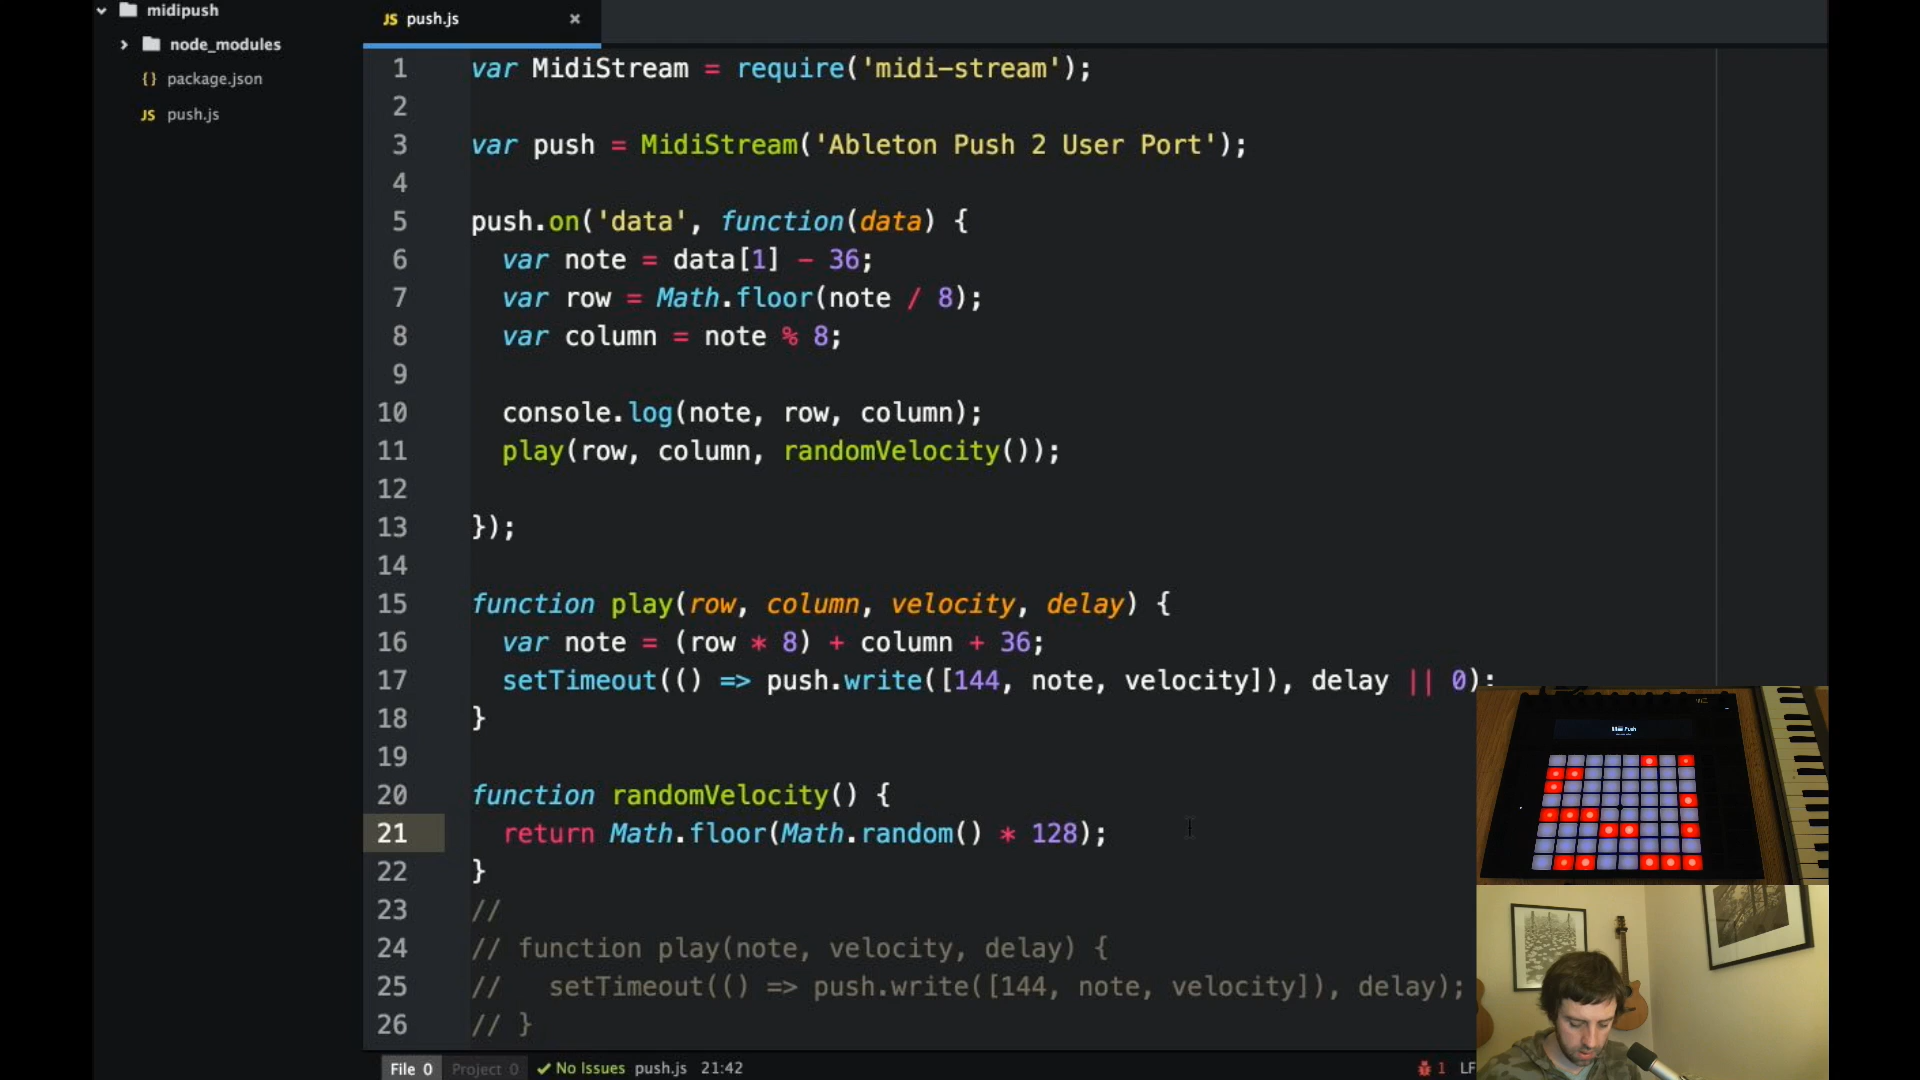 midipush
node_modules
{} package.json
JS push.js
JS push.js ×
1 var MidiStream = require('midi-stream');
2
3 var push = MidiStream('Ableton Push 2 User Port');
4
5 push.on('data', function(data) {
6 var note = data[1] - 36;
7 var row = Math.floor(note / 8);
8 var column = note % 8;
9
10 console.log(note, row, column);
11 play(row, column, randomVelocity());
12
13 });
14
15 function play(row, column, velocity, delay) {
16 var note = (row * 8) + column + 36;
17 setTimeout(() => push.write([144, note, velocity]), delay || 0);
18 }
19
20 function randomVelocity() {
21 return Math.floor(Math.random() * 128);
22 }
23 //
24 // function play(note, velocity, delay) {
25 // setTimeout(() => push.write([144, note, velocity]), delay);
26 // }
File 0 Project 0 No Issues push.js 21:42 1 LF